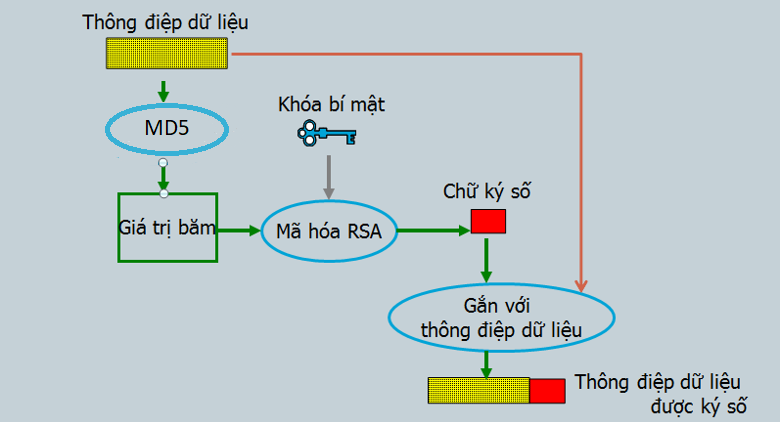 Thông điệp dữ liệu
Khóa bí mật
MD5
Chữ ký số
Giá trị băm
Mã hóa RSA
Gắn với
thông điệp dữ liệu
Thông điệp dữ liệu
được ký số